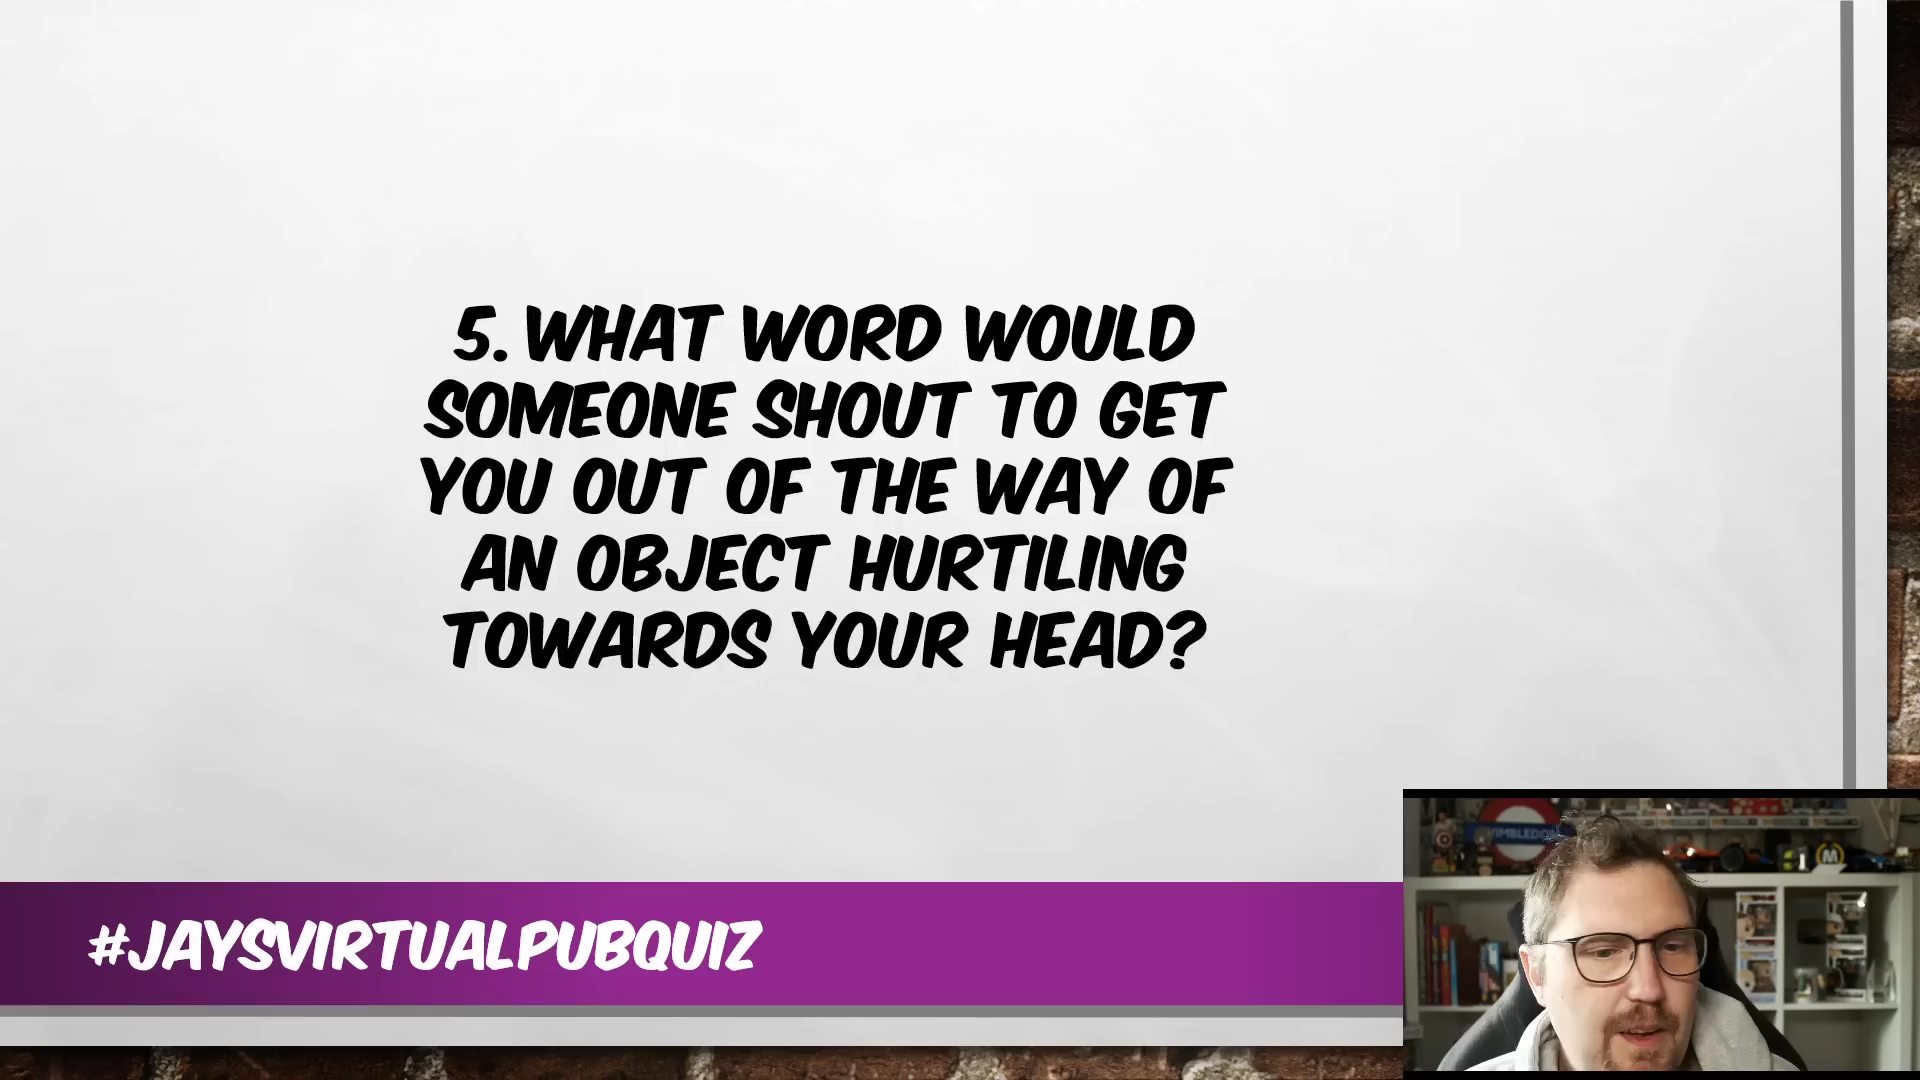 5. WHAT WORD WOULD
SOMEONE SHOUT TO GET
YOU OUT OF THE WAY OF
AN OBJECT HURTILING
TOWARDS YOUR HEAD?
#JAYSVIRTUALPUBQUIZ
WIMBLEDON
M